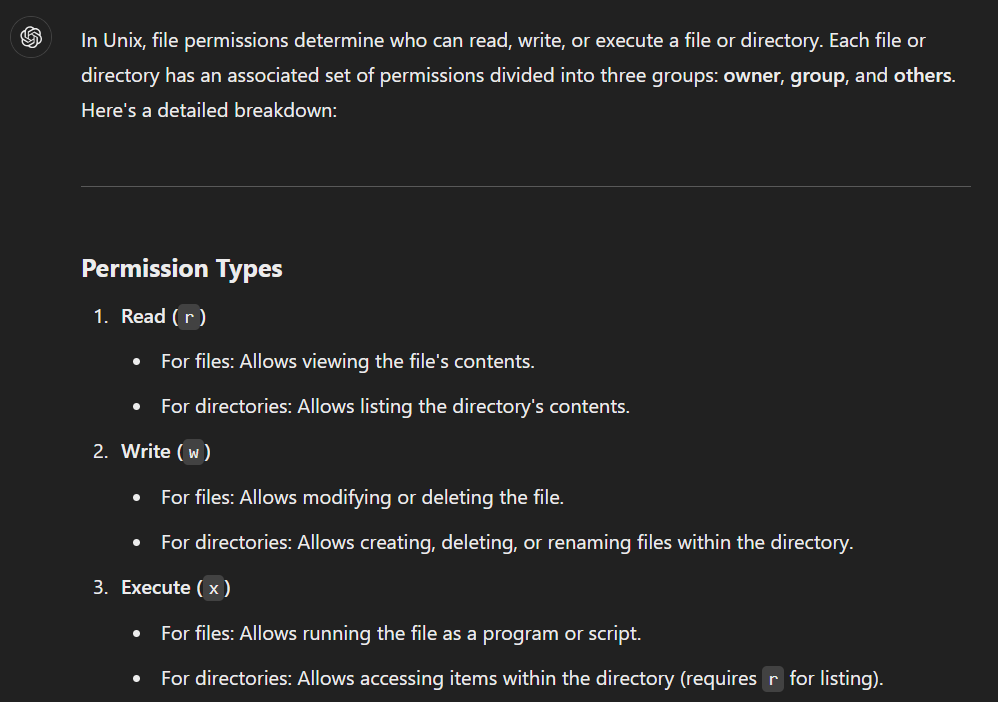 In Unix, file permissions determine who can read, write, or execute a file or directory. Each file or
directory has an associated set of permissions divided into three groups: owner, group, and others.
Here's a detailed breakdown:
Permission Types
1. Read (r)
• For files: Allows viewing the file's contents.
• For directories: Allows listing the directory's contents.
2. Write (w)
• For files: Allows modifying or deleting the file.
• For directories: Allows creating, deleting, or renaming files within the directory.
3. Execute (x)
• For files: Allows running the file as a program or script.
• For directories: Allows accessing items within the directory (requires r for listing).